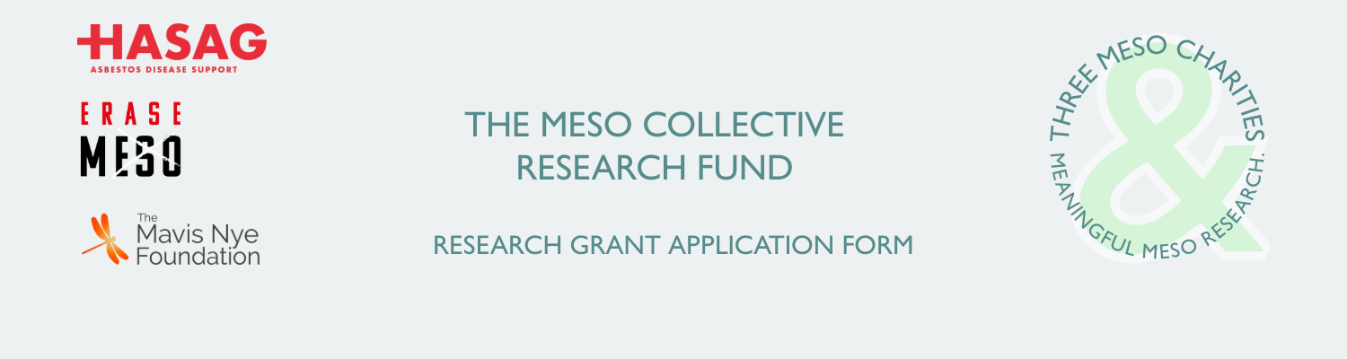 HASAG
ASBESTOS DISEASE SUPPORT
ERASE
MESO
The
Mavis Nye
Foundation
THE MESO COLLECTIVE
RESEARCH FUND
RESEARCH GRANT APPLICATION FORM
THREE MESO CHARITIES
&
MEANINGFUL MESO RESEARCH.